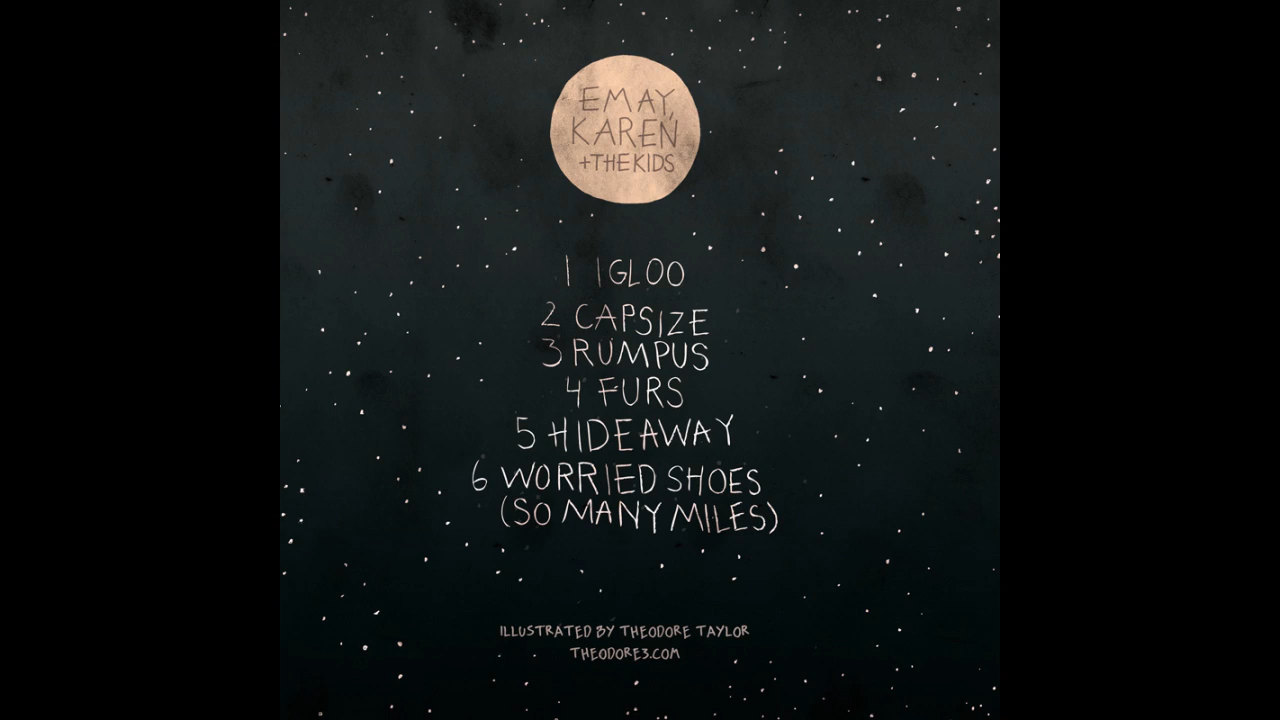 EMAY,
KAREN
+THE KIDS
1 IGLOO
2 CAPSIZE
3 RUMPUS
4 FURS
5 HIDEAWAY
6 WORRIED SHOES
(SO MANY MILES)
ILLUSTRATED BY THEODORE TAYLOR
THEODORE3.COM